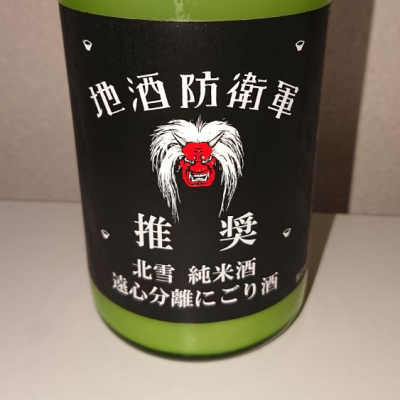 地酒防衛軍
推奨
北雪 純米酒
遠心分離にごり酒